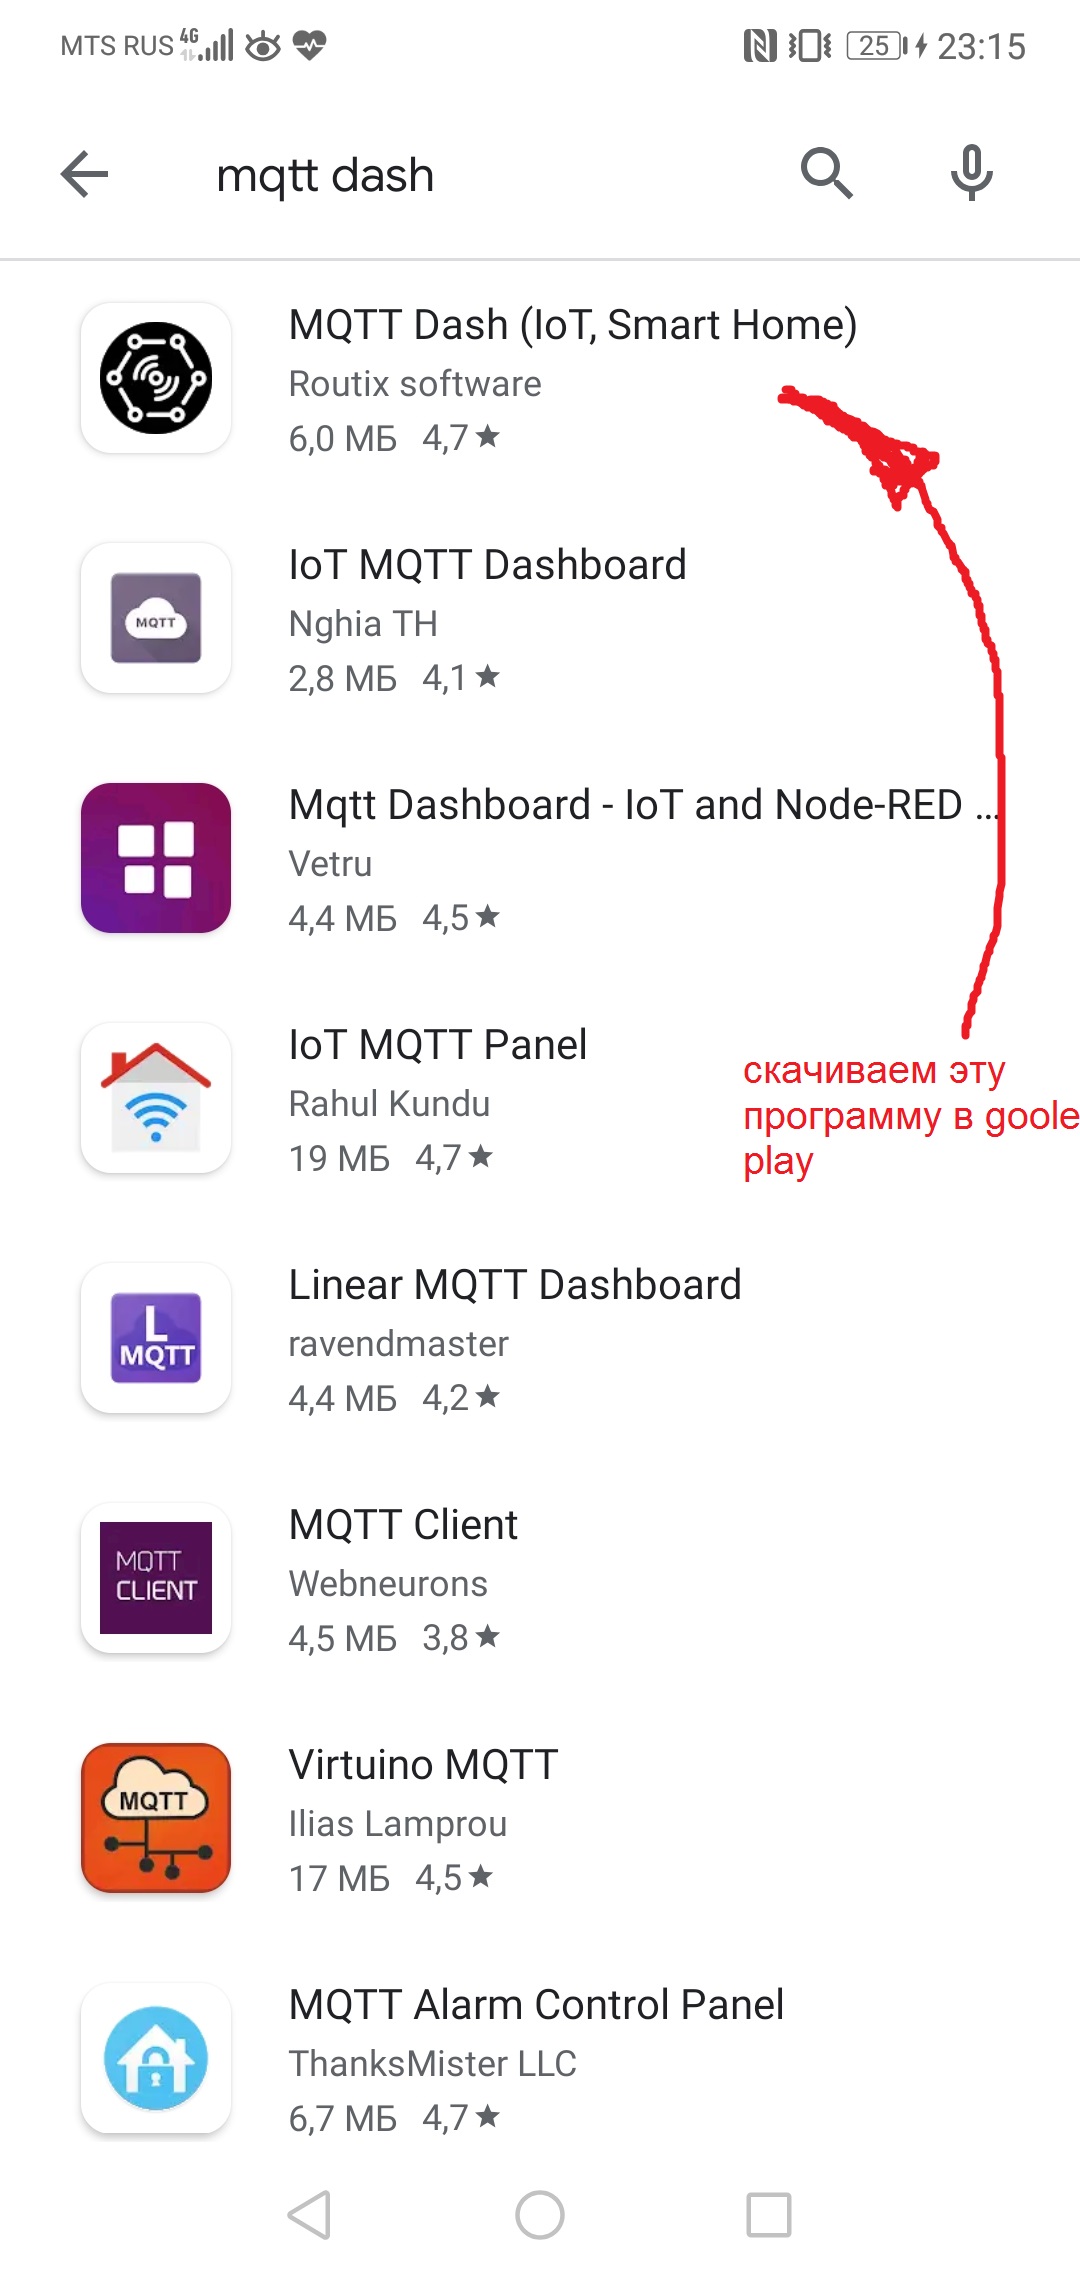 MTS RUS 4G 25 23:15
mqtt dash
MQTT Dash (IoT, Smart Home)
Routix software
6,0 МБ 4,7★
IoT MQTT Dashboard
MQTT
Nghia TH
2,8 МБ 4,1★
Mqtt Dashboard - IoT and Node-RED ...
Vetru
4,4 МБ 4,5★
IoT MQTT Panel
Rahul Kundu
19 МБ 4,7★
скачиваем эту
программу в goole
play
Linear MQTT Dashboard
L
MQTT
ravendmaster
4,4 МБ 4,2★
MQTT Client
MQTT
CLIENT
Webneurons
4,5 МБ 3,8★
Virtuino MQTT
MQTT
Ilias Lamprou
17 МБ 4,5★
MQTT Alarm Control Panel
ThanksMister LLC
6,7 МБ 4,7★